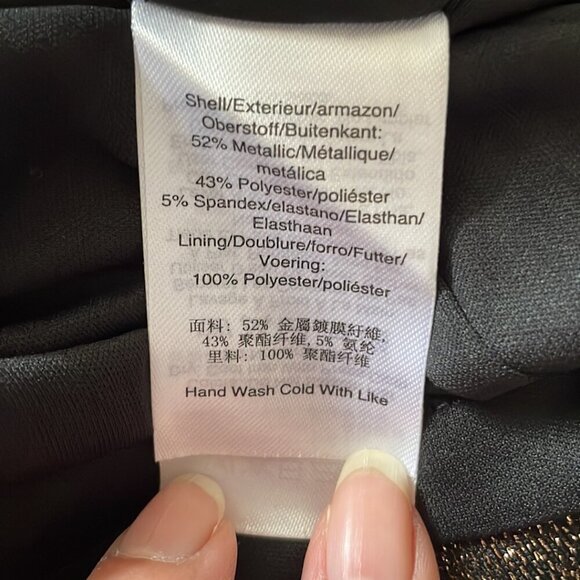 Shell/Exterieur/armazon/
Oberstoff/Buitenkant:
52% Metallic/Métallique/
metálica
43% Polyester/poliéster
5% Spandex/elastano/Elasthan/
Elasthaan
Lining/Doublure/forro/Futter/
Voering:
100% Polyester/poliéster
面料: 52% 金屬鍍膜纤維,
43% 聚酯纤维,5% 氨纶
里料: 100% 聚酯纤维
Hand Wash Cold With Like